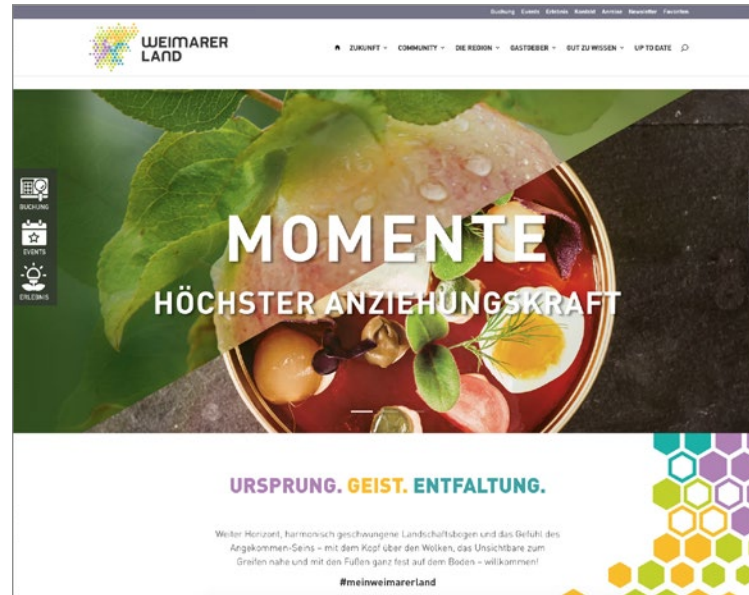 Buchung Events Erlebnis Kontakt Anreise Newsletter Favoriten
WEIMARER
LAND
ZUKUNFT COMMUNITY DIE REGION GASTGEBER GUT ZU WISSEN UP TO DATE
BUCHUNG
EVENTS
ERLEBNIS
MOMENTE
HÖCHSTER ANZIEHUNGSKRAFT
URSPRUNG. GEIST. ENTFALTUNG.
Weiter Horizont, harmonisch geschwungene Landschaftsbogen und das Gefühl des
Angekommen-Seins – mit dem Kopf über den Wolken, das Unsichtbare zum
Greifen nahe und mit den Füßen ganz fest auf dem Boden – willkommen!
#meinweimarerland